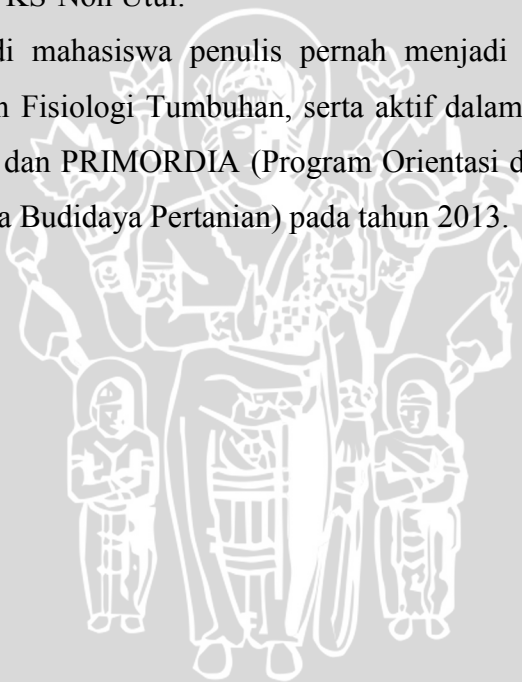 KS Non Utul.
di mahasiswa penulis pernah menjadi
n Fisiologi Tumbuhan, serta aktif dalam
dan PRIMORDIA (Program Orientasi d
a Budidaya Pertanian) pada tahun 2013.